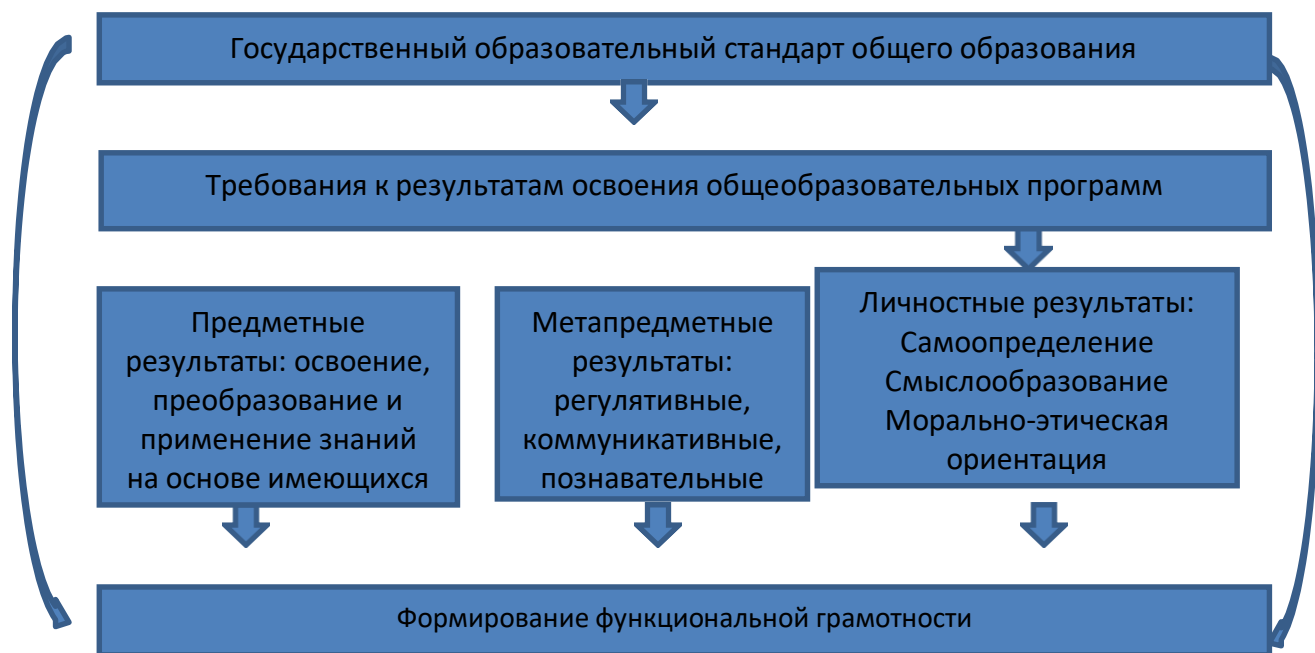 Государственный образовательный стандарт общего образования
Требования к результатам освоения общеобразовательных программ
Предметные
результаты: освоение,
преобразование и
применение знаний
на основе имеющихся
Метапредметные
результаты:
регулятивные,
коммуникативные,
познавательные
Личностные результаты:
Самоопределение
Смыслообразование
Морально-этическая
ориентация
Формирование функциональной грамотности